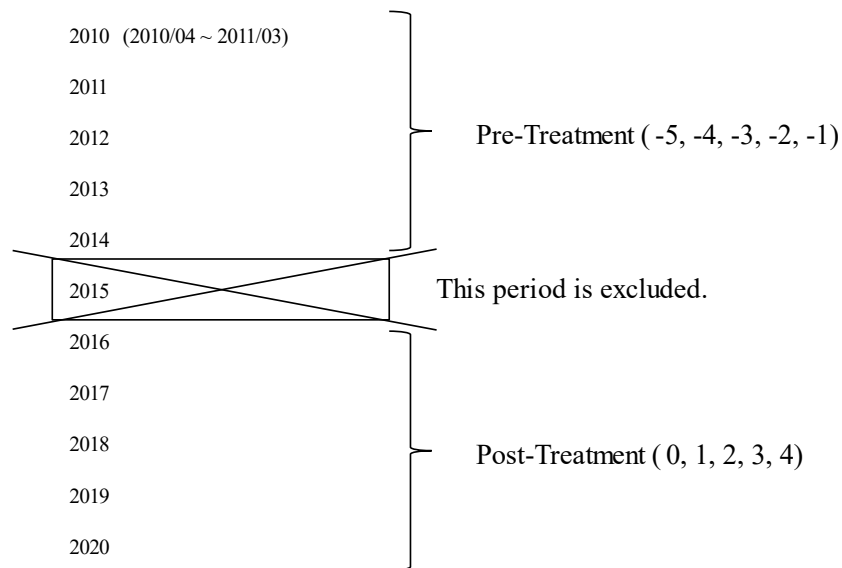 2010 (2010/04 ~ 2011/03)
2011
2012
Pre-Treatment ( -5, -4, -3, -2, -1)
2013
2014
2015
This period is excluded.
2016
2017
2018
Post-Treatment ( 0, 1, 2, 3, 4)
2019
2020